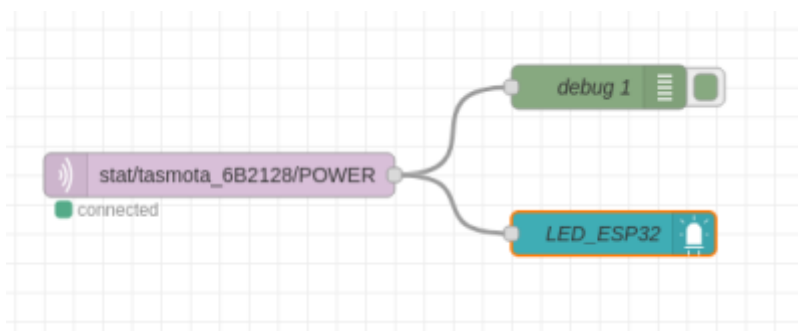 debug 1
stat/tasmota_6B2128/POWER
connected
LED_ESP32